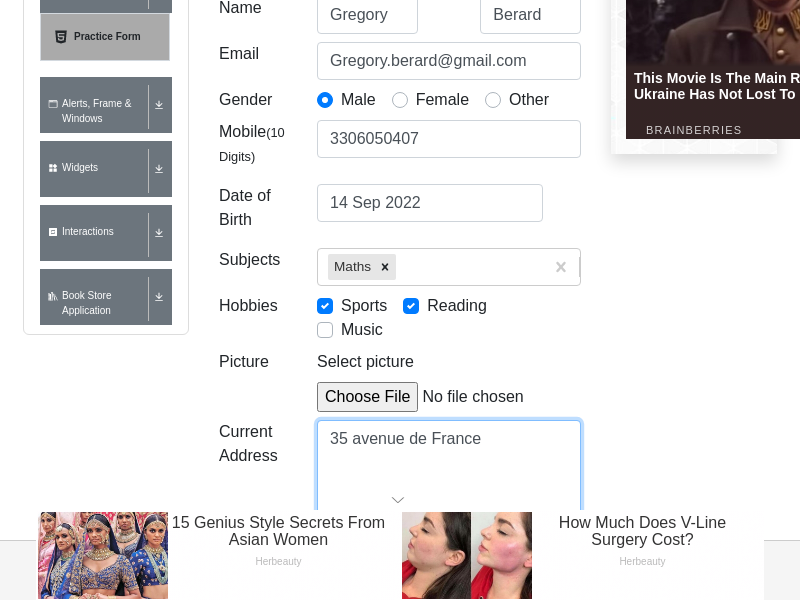 Name
Gregory
Berard
Practice Form
Email
Gregory.berard@gmail.com
Gender
Male
Female
Other
Mobile(10
Digits)
3306050407
Date of
Birth
14 Sep 2022
Subjects
Maths
Hobbies
Sports
Reading
Music
Picture
Select picture
Choose File No file chosen
Current
Address
35 avenue de France
Alerts, Frame &
Windows
Widgets
Interactions
Book Store
Application
This Movie Is The Main R
Ukraine Has Not Lost To
BRAINBERRIES
15 Genius Style Secrets From
Asian Women
Herbeauty
How Much Does V-Line
Surgery Cost?
Herbeauty